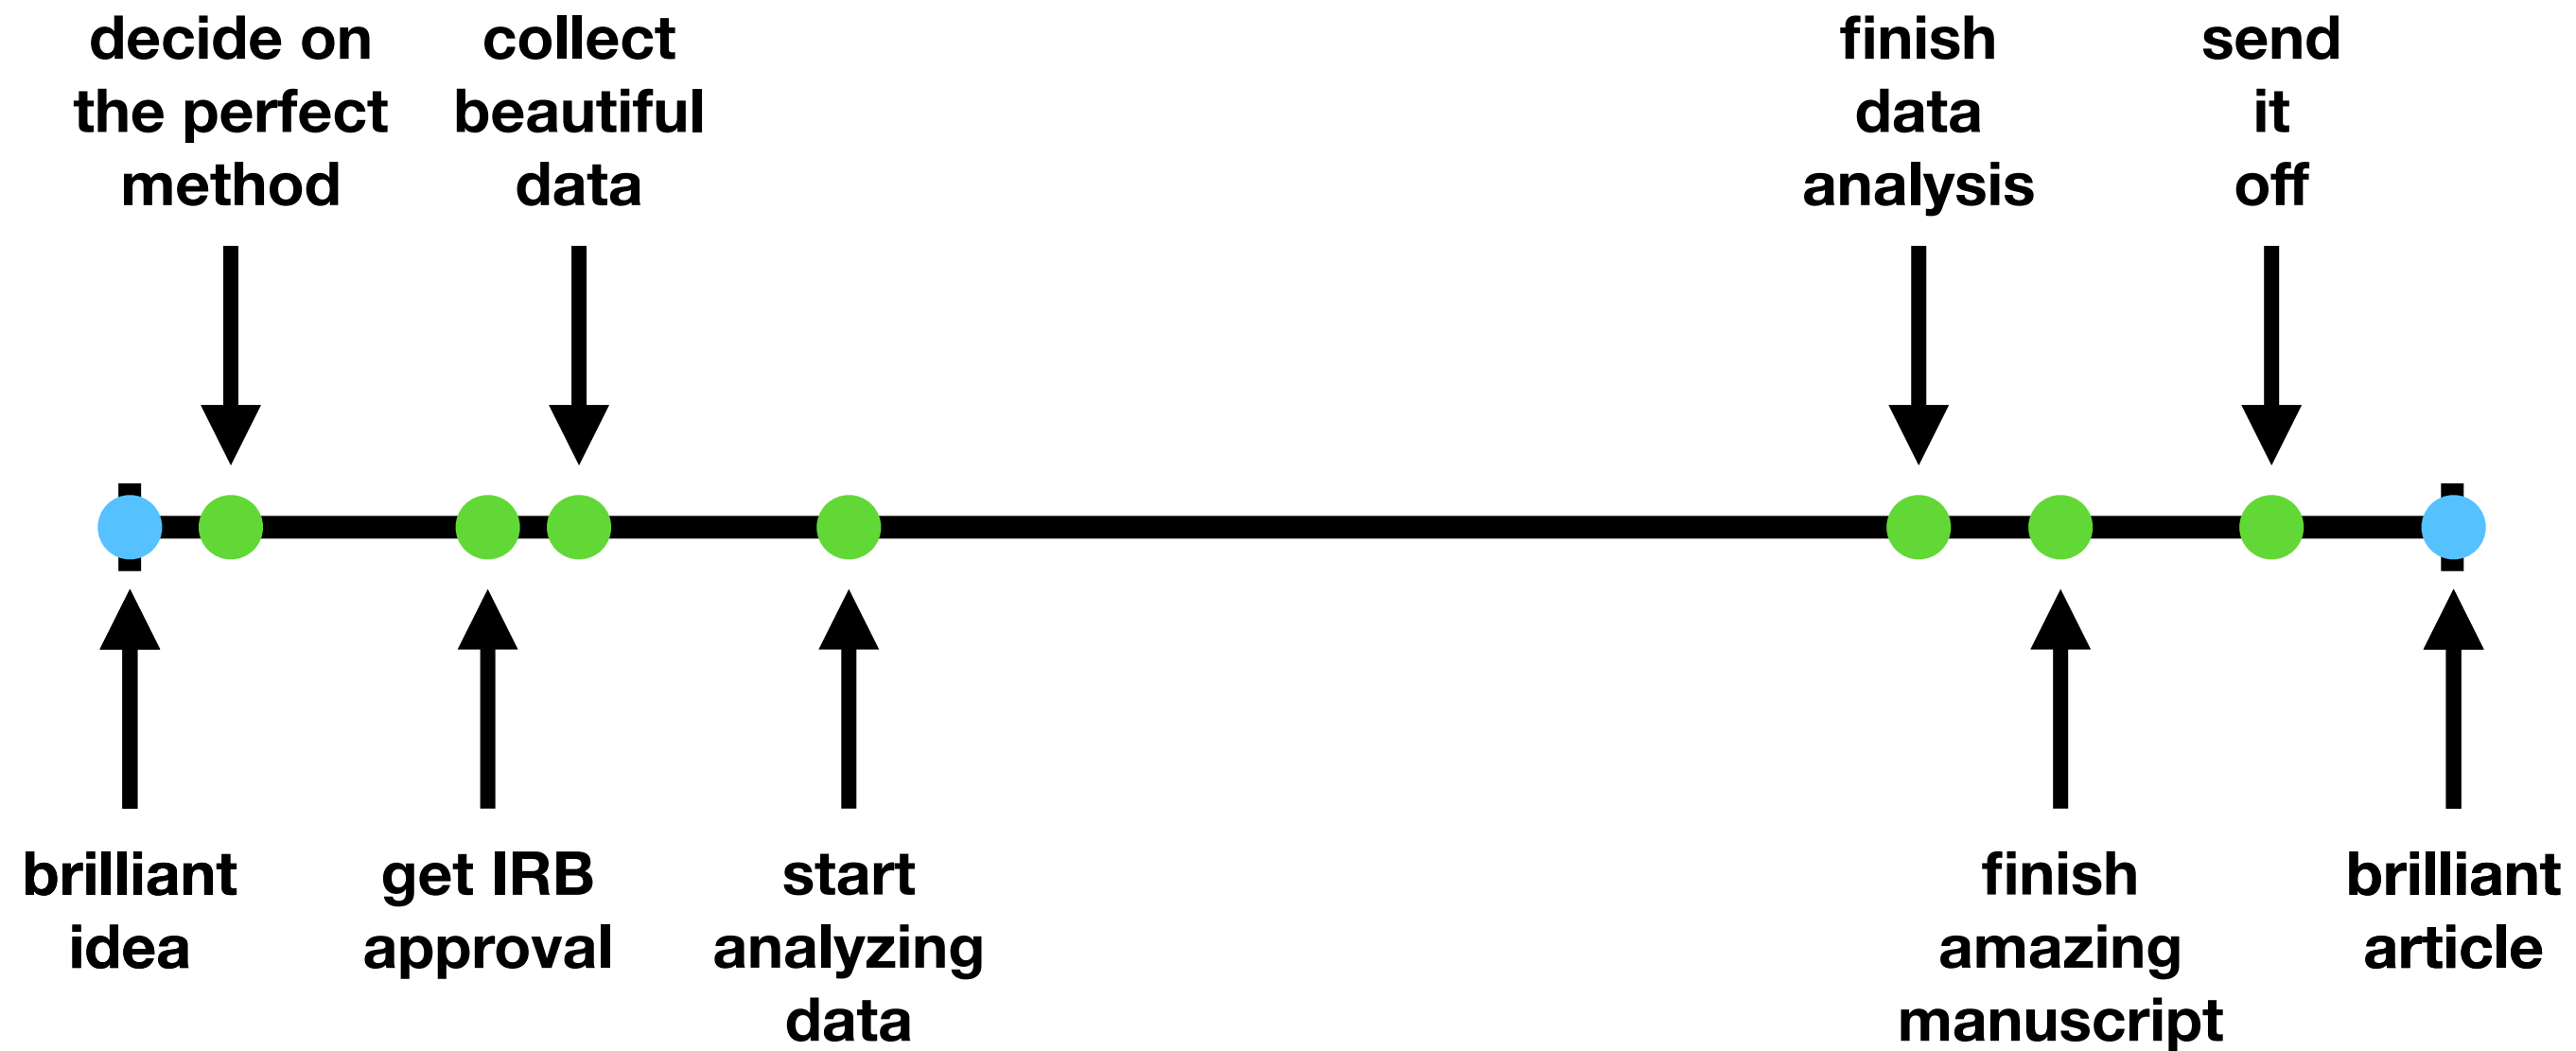 decide on
the perfect
method
collect
beautiful
data
finish
data
analysis
send
it
off
brilliant
idea
get IRB
approval
start
analyzing
data
finish
amazing
manuscript
brilliant
article